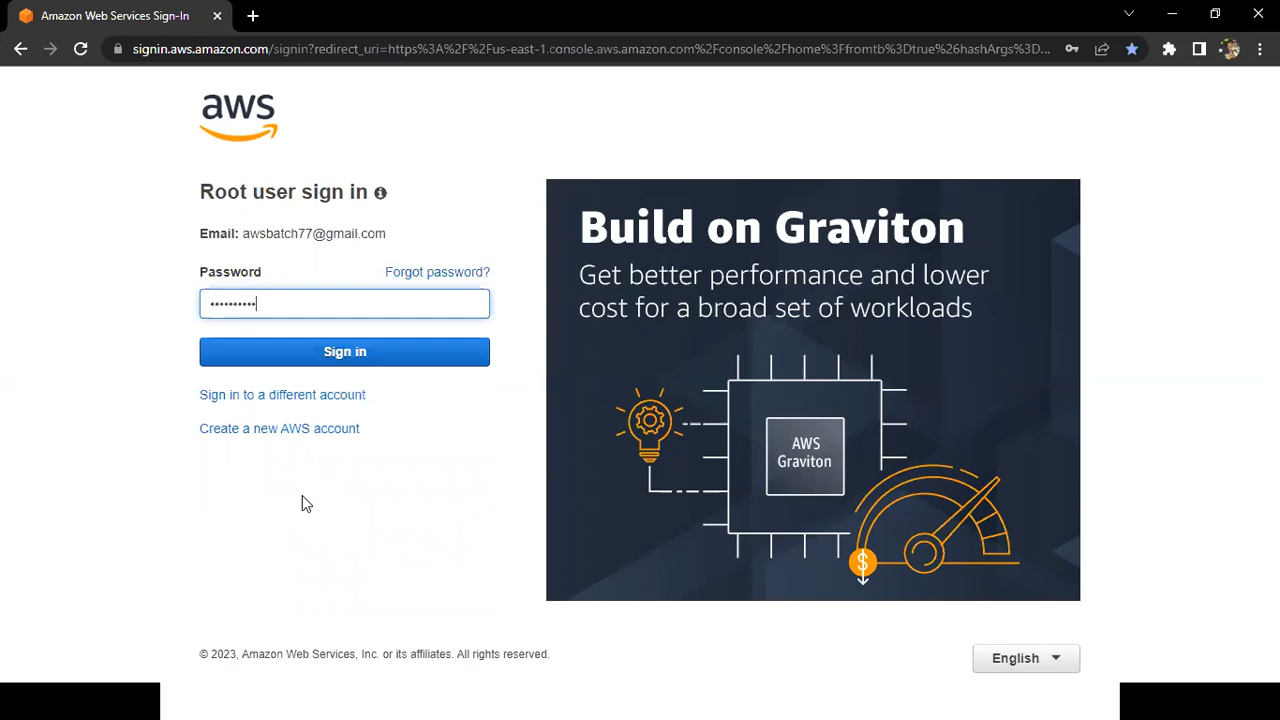 Amazon Web Services Sign-In
signin.aws.amazon.com/signin?redirect_uri=https%3A%2F%2Fus-east-1.console.aws.amazon.com%2Fconsole%2Fhome%3Ffromtb%3Dtrue%26hashArgs%3D...
aws
Root user sign in
Email: awsbatch77@gmail.com
Password
Forgot password?
••••••••••
Sign in
Sign in to a different account
Create a new AWS account
Build on Graviton
Get better performance and lower
cost for a broad set of workloads
AWS
Graviton
$
© 2023, Amazon Web Services, Inc. or its affiliates. All rights reserved.
English